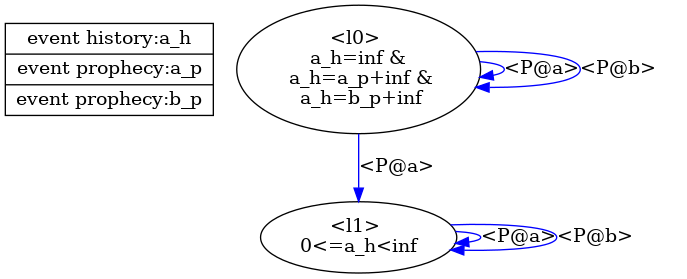 event history:a_h
event prophecy:a_p
event prophecy:b_p
<l0>
a_h=inf &
a_h=a_p+inf &
a_h=b_p+inf
<P@a>
<P@b>
<P@a>
<l1>
0<=a_h<inf
<P@a>
<P@b>